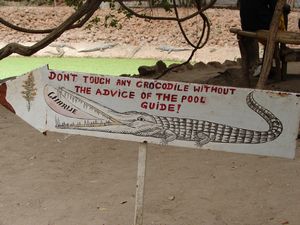 DON'T TOUCH ANY CROCODILE WITHOUT
THE ADVICE OF THE POOL
GUIDE!